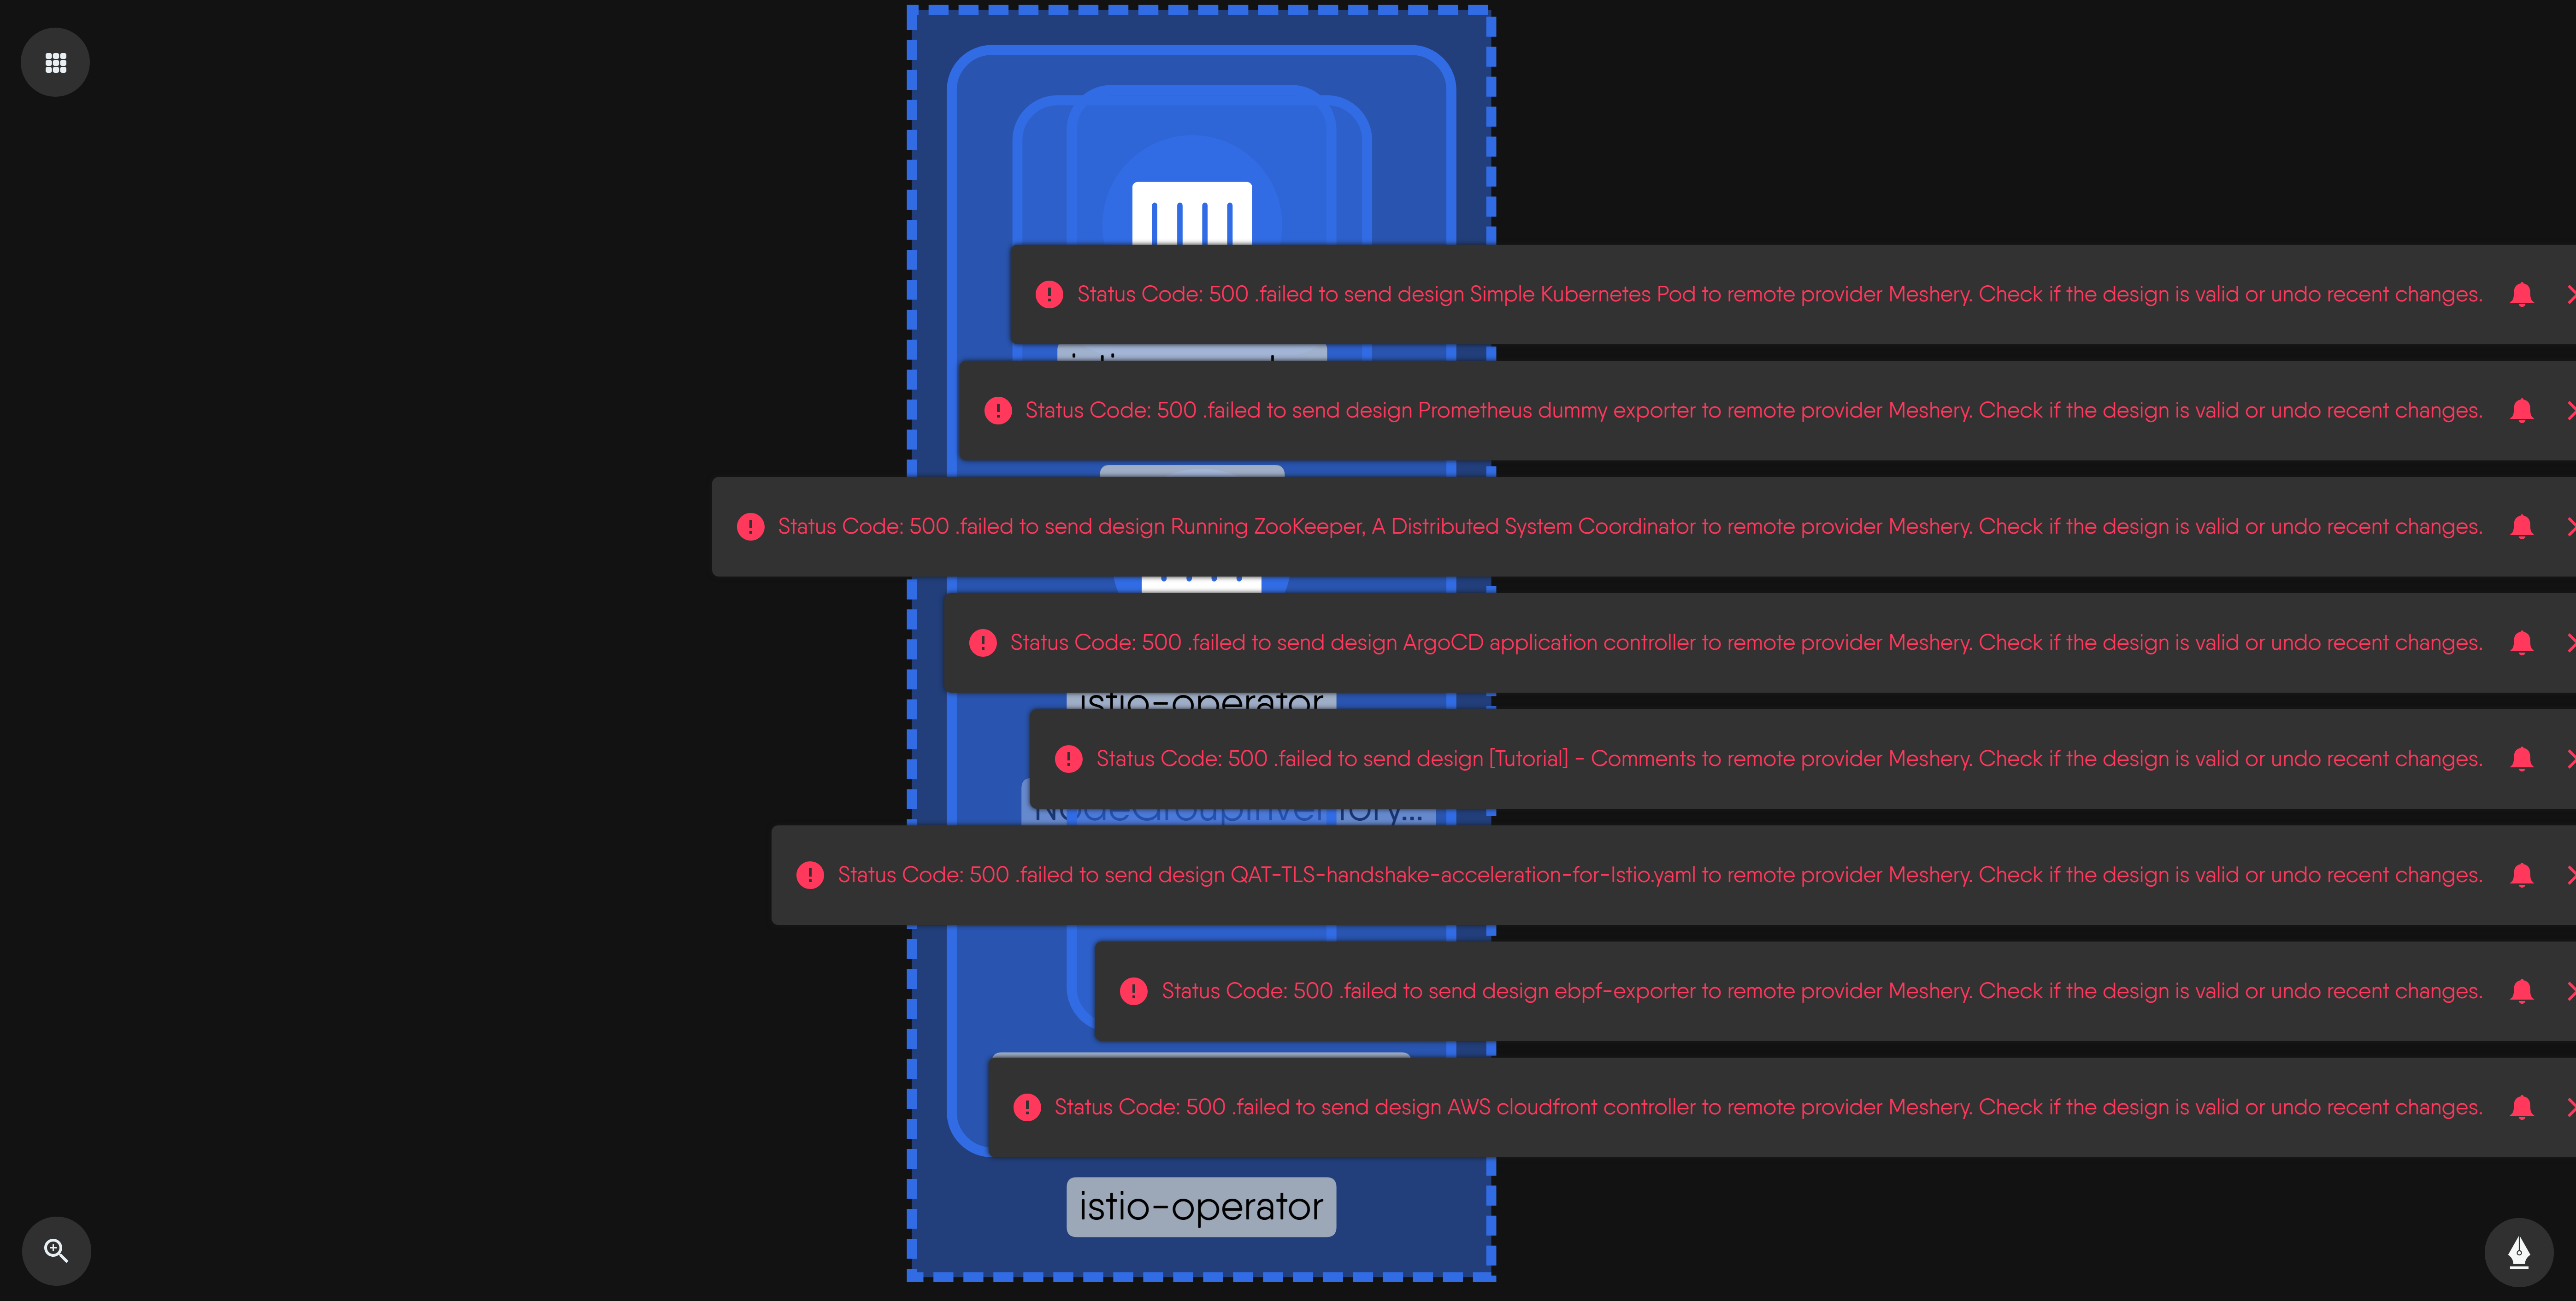 Status Code: 500 .failed to send design Simple Kubernetes Pod to remote provider Meshery. Check if the design is valid or undo recent changes.
Status Code: 500 .failed to send design Prometheus dummy exporter to remote provider Meshery. Check if the design is valid or undo recent changes.
Status Code: 500 .failed to send design Running ZooKeeper, A Distributed System Coordinator to remote provider Meshery. Check if the design is valid or undo recent changes.
Status Code: 500 .failed to send design ArgoCD application controller to remote provider Meshery. Check if the design is valid or undo recent changes.
istio-operator
Status Code: 500 .failed to send design [Tutorial] - Comments to remote provider Meshery. Check if the design is valid or undo recent changes.
NodeGroupInventory...
Status Code: 500 .failed to send design QAT-TLS-handshake-acceleration-for-Istio.yaml to remote provider Meshery. Check if the design is valid or undo recent changes.
Status Code: 500 .failed to send design ebpf-exporter to remote provider Meshery. Check if the design is valid or undo recent changes.
Status Code: 500 .failed to send design AWS cloudfront controller to remote provider Meshery. Check if the design is valid or undo recent changes.
istio-operator